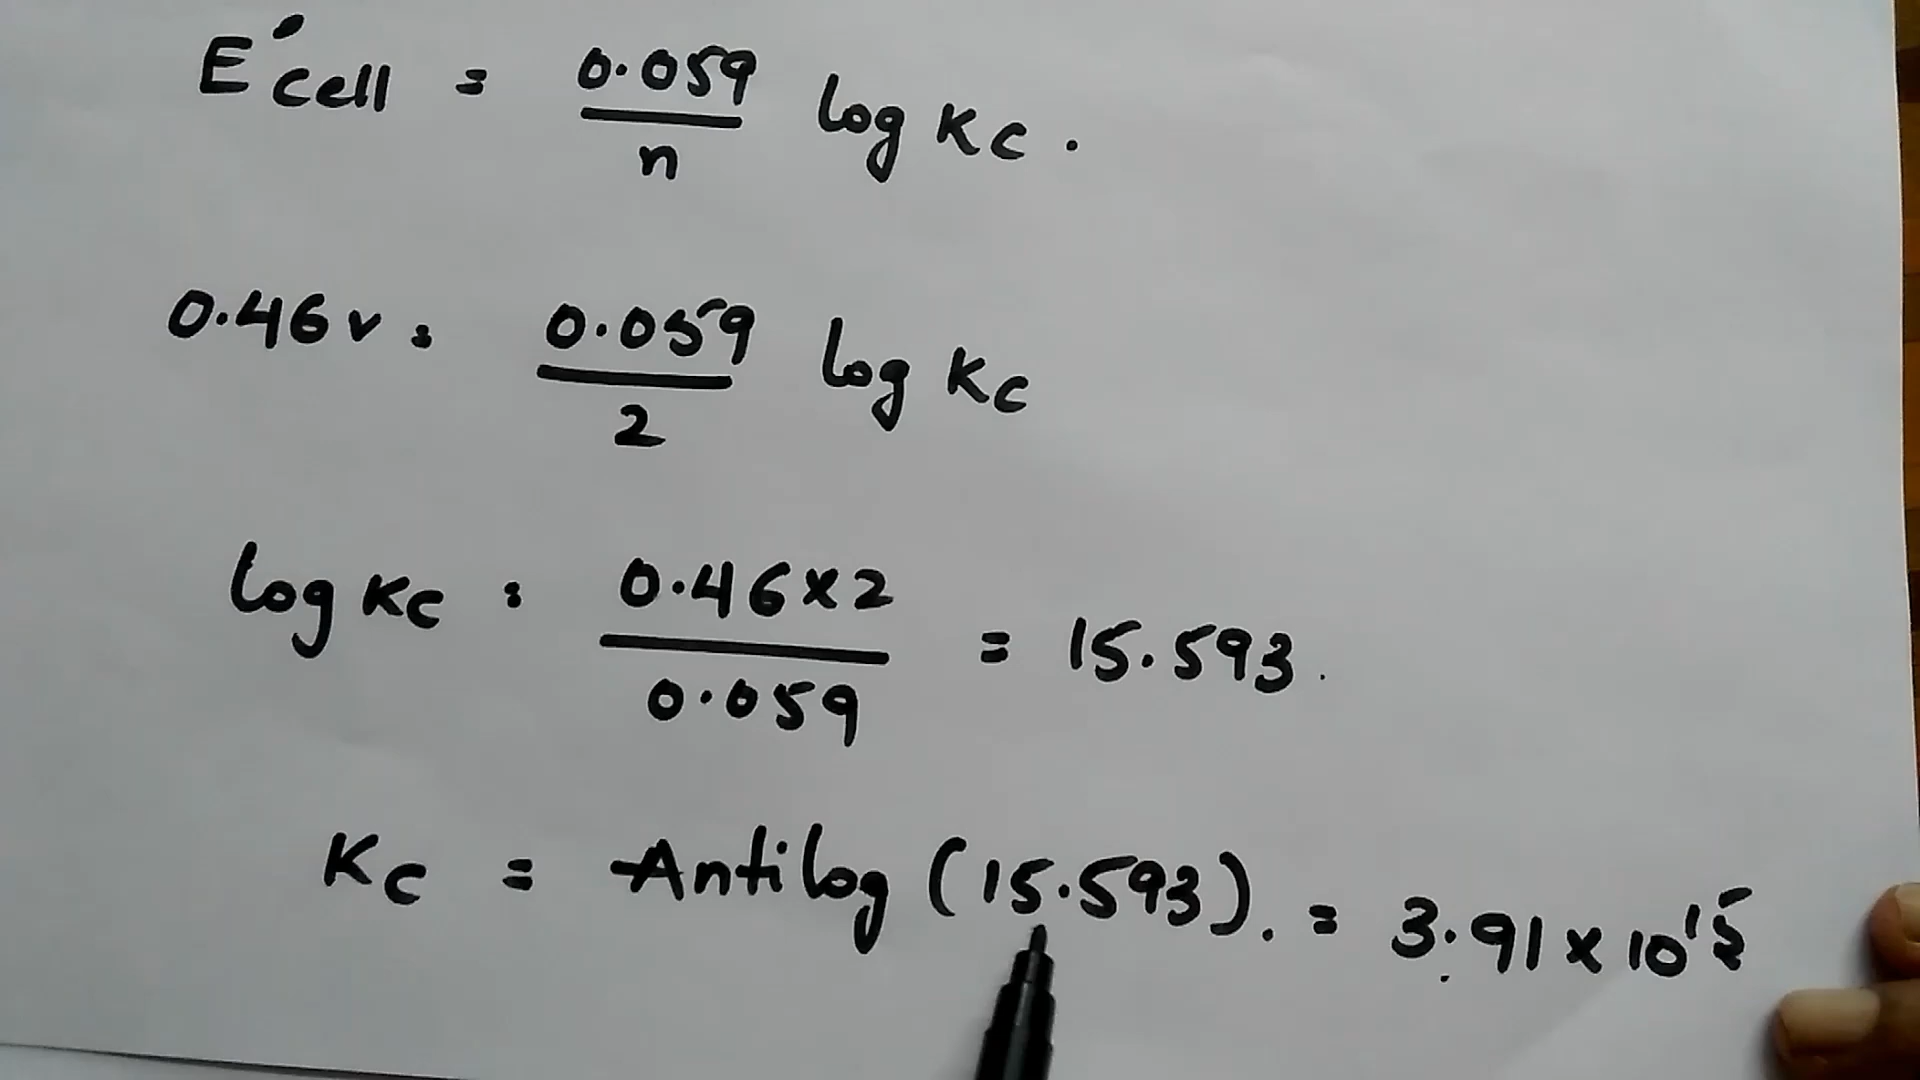 E°cell = 0.059/n log Kc.
0.46v = 0.059/2 log Kc
log Kc = 0.46×2/0.059 = 15.593.
Kc = Antilog (15.593). = 3.91×10¹⁵